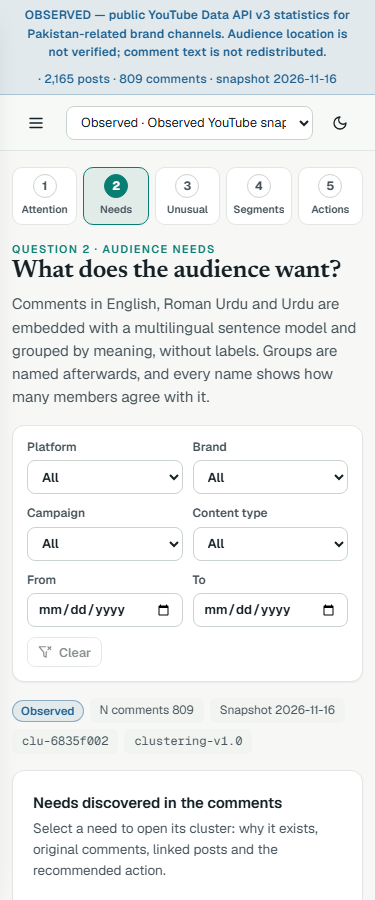 OBSERVED — public YouTube Data API v3 statistics for
Pakistan-related brand channels. Audience location is
not verified; comment text is not redistributed.
· 2,165 posts · 809 comments · snapshot 2026-11-16
Observed · Observed YouTube snap
1
Attention
2
Needs
3
Unusual
4
Segments
5
Actions
QUESTION 2 · AUDIENCE NEEDS
What does the audience want?
Comments in English, Roman Urdu and Urdu are
embedded with a multilingual sentence model and
grouped by meaning, without labels. Groups are
named afterwards, and every name shows how
many members agree with it.
Platform
Brand
All
All
Campaign
Content type
All
All
From
To
mm/dd/yyyy
mm/dd/yyyy
Clear
Observed
N comments 809
Snapshot 2026-11-16
clu-6835f002
clustering-v1.0
Needs discovered in the comments
Select a need to open its cluster: why it exists,
original comments, linked posts and the
recommended action.